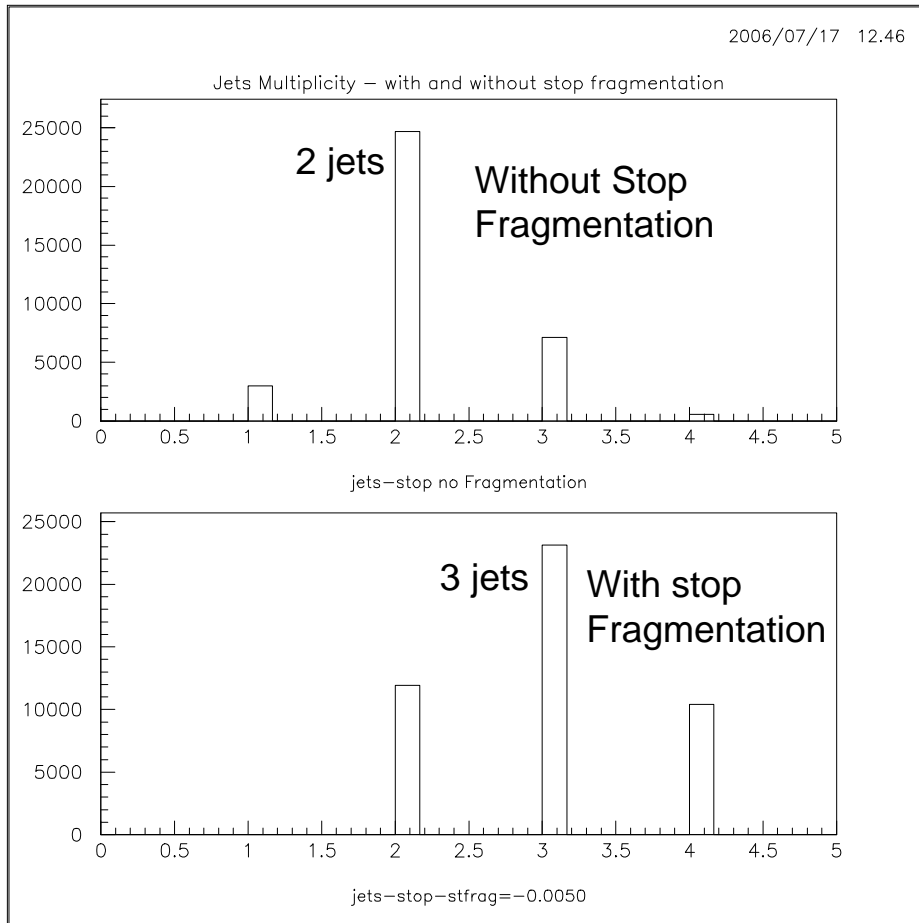 2006/07/17 12.46
Jets Multiplicity – with and without stop fragmentation
25000
20000
15000
10000
5000
0
2 jets
Without Stop
Fragmentation
0 0.5 1 1.5 2 2.5 3 3.5 4 4.5 5
jets–stop no Fragmentation
25000
20000
15000
10000
5000
0
3 jets
With stop
Fragmentation
0 0.5 1 1.5 2 2.5 3 3.5 4 4.5 5
jets–stop–stfrag=–0.0050